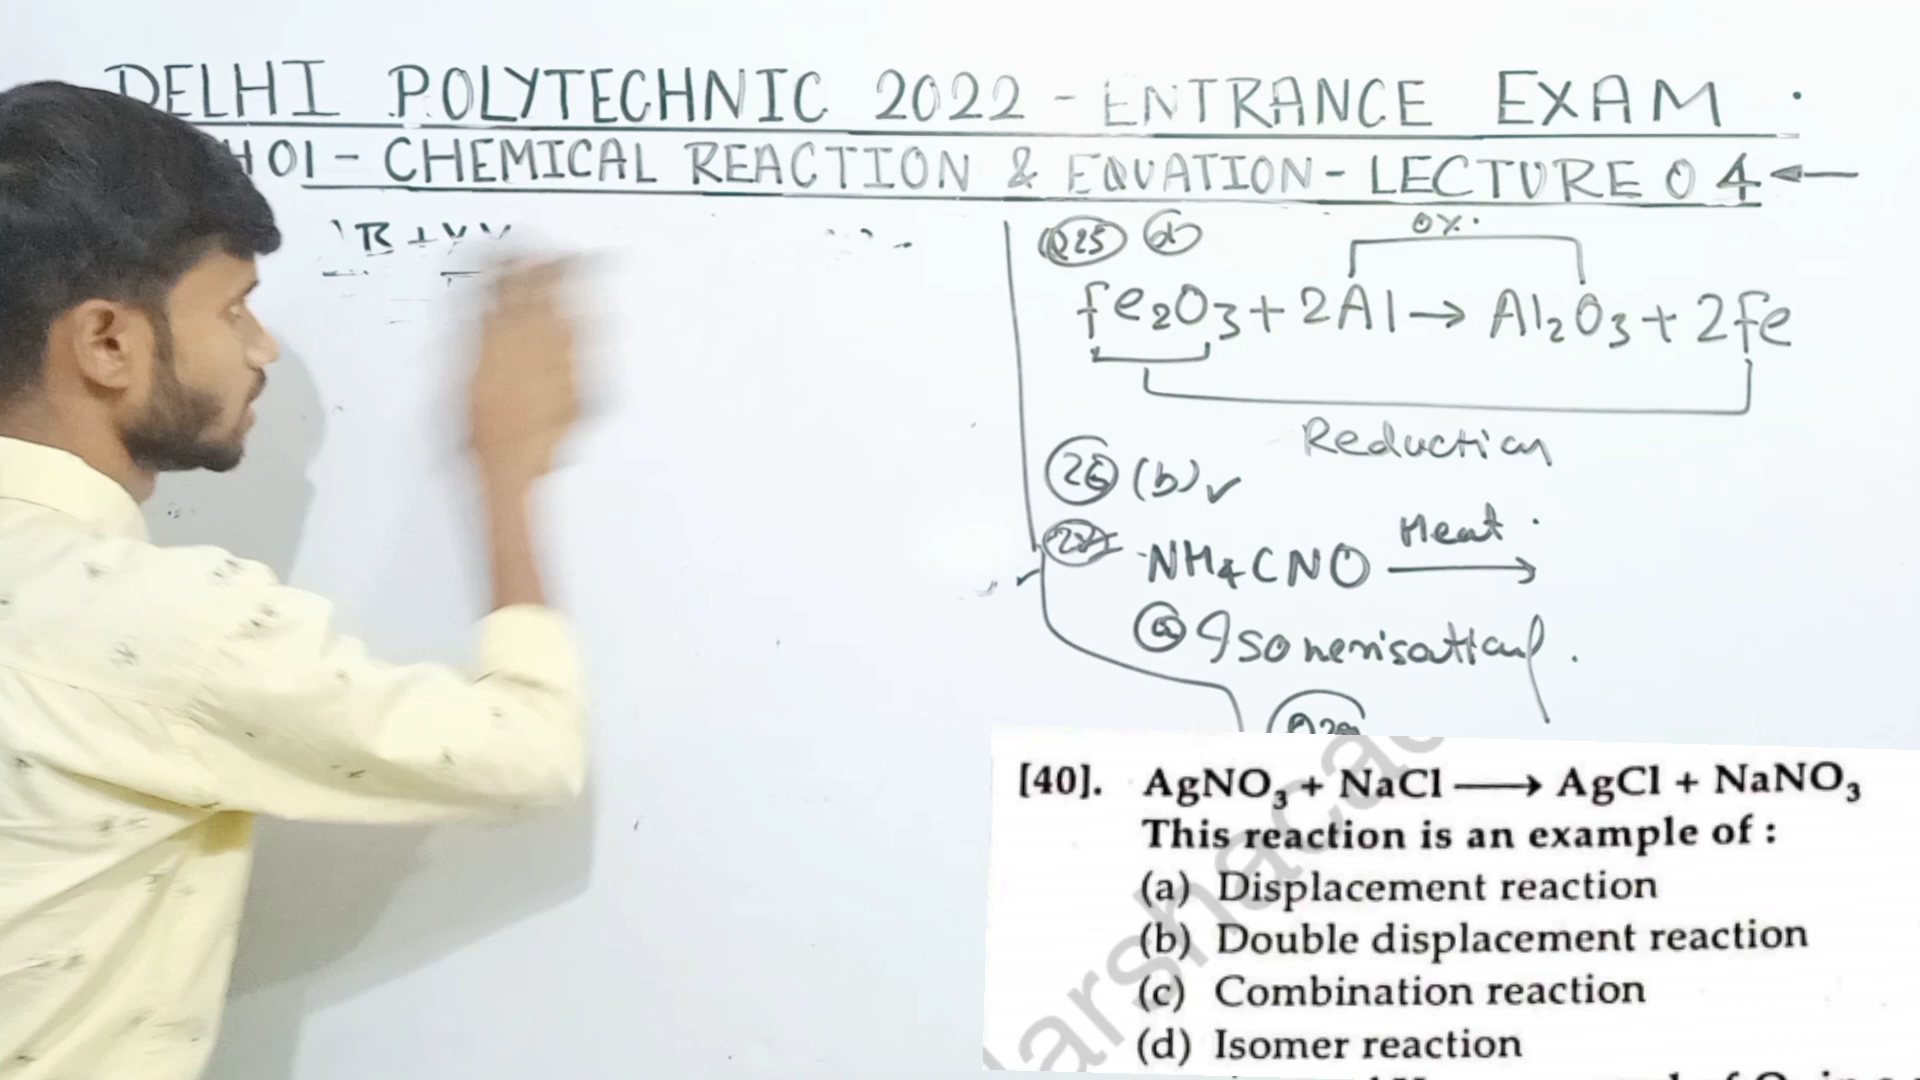 DELHI POLYTECHNIC 2022 - ENTRANCE EXAM .
H 01 - CHEMICAL REACTION & EQUATION - LECTURE 04 ←
Q25
OX.
Fe₂O₃ + 2Al → Al₂O₃ + 2Fe
Reduction
26 (b) ✓
27 NH₄CNO Heat →
(a) Isomerisation.
[40]. AgNO₃ + NaCl ⟶ AgCl + NaNO₃
This reaction is an example of :
(a) Displacement reaction
(b) Double displacement reaction
(c) Combination reaction
(d) Isomer reaction